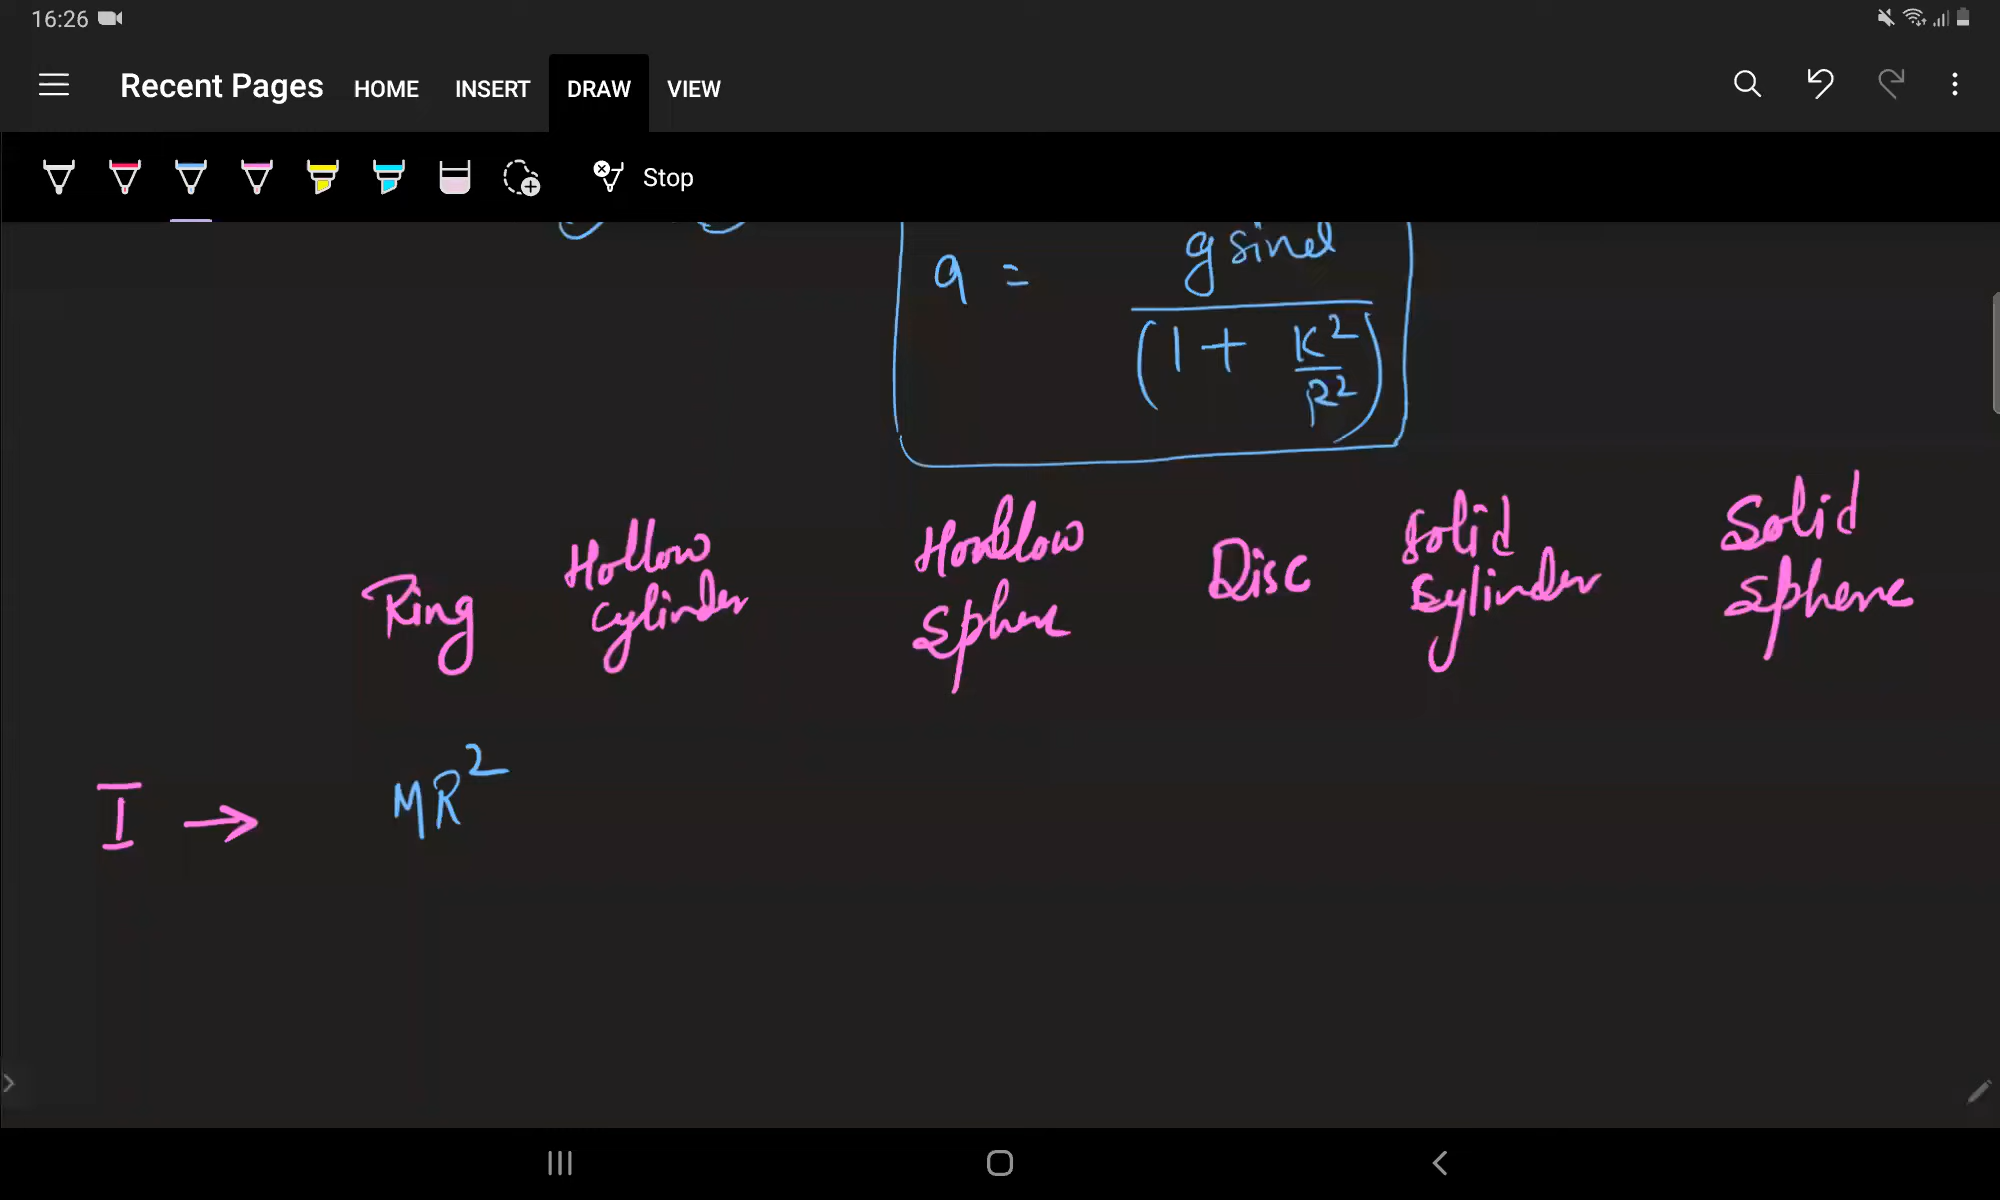 16:26
Recent Pages HOME INSERT DRAW VIEW
Stop
a = g sinα / (1 + K²/R²)
Ring Hollow Cylinder Hollow Sphere Disc Solid Cylinder Solid Sphere
I → MR²